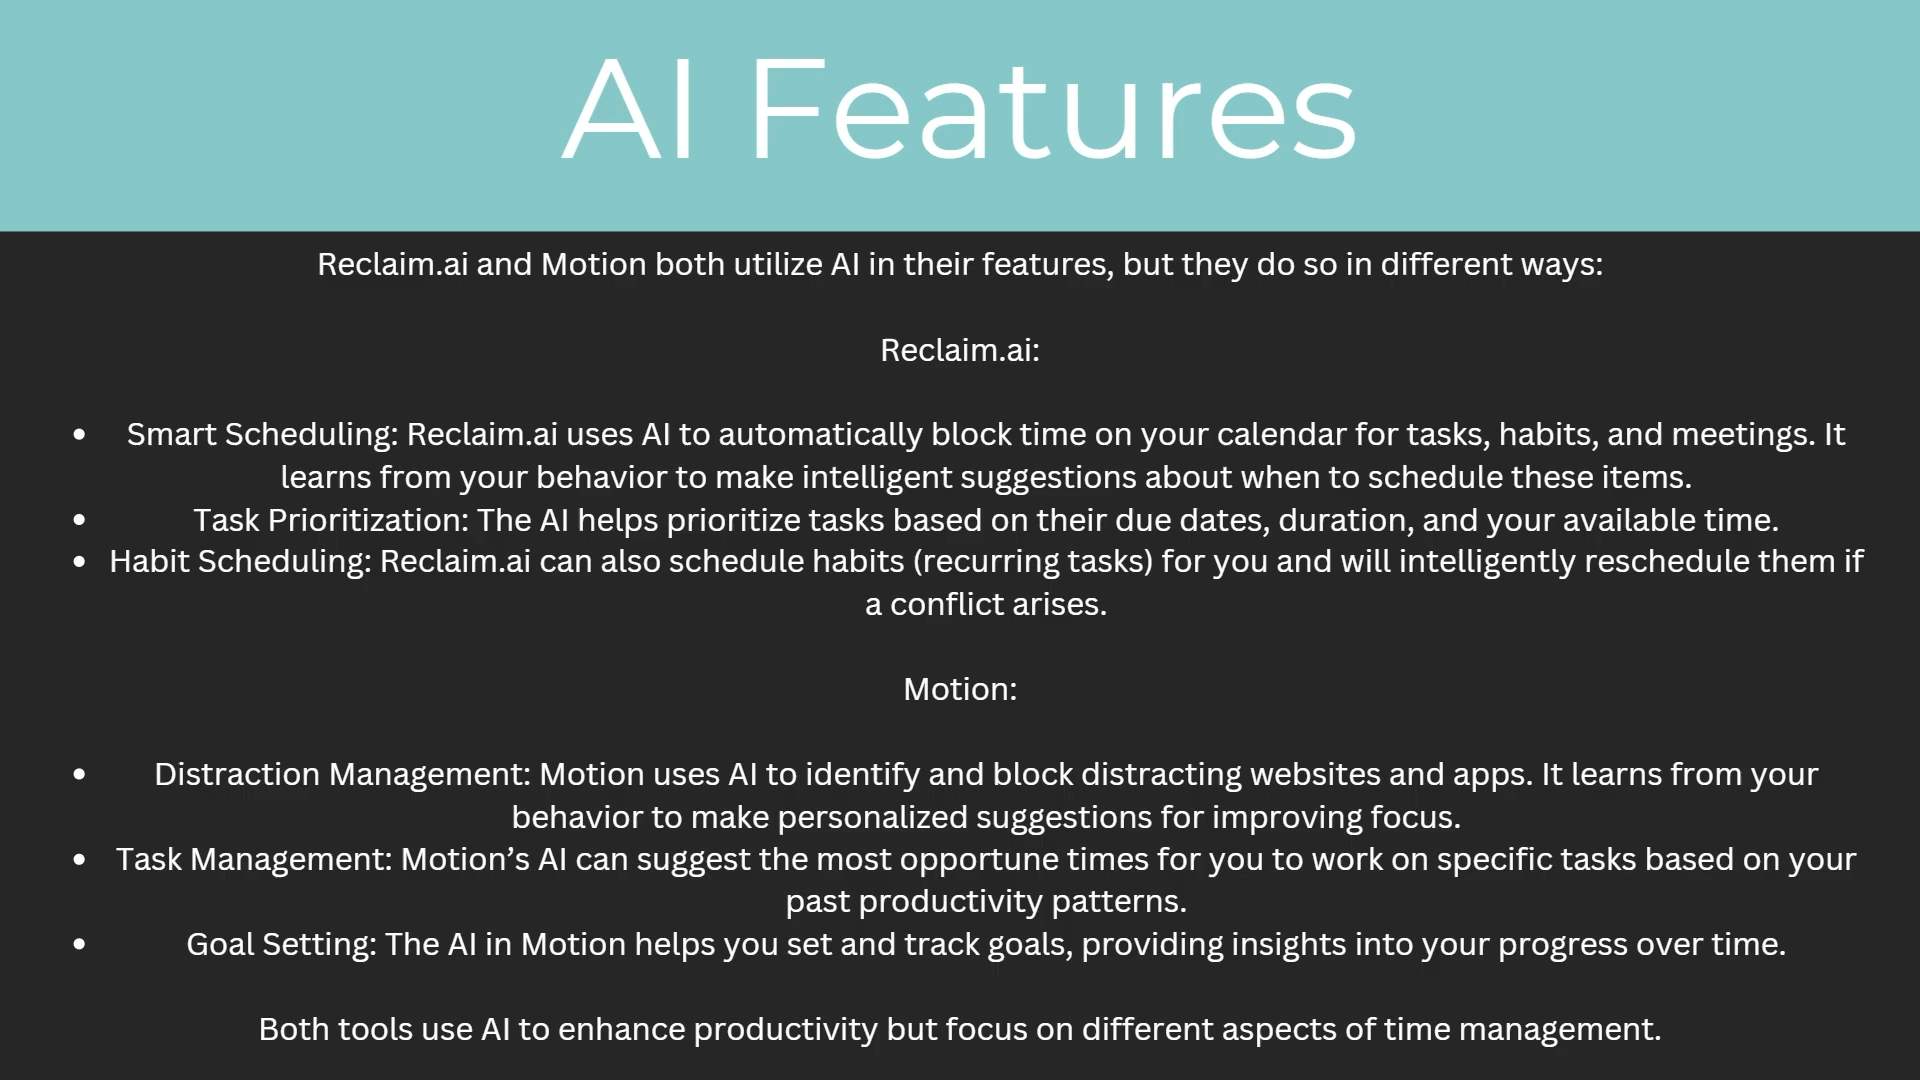 AI Features
Reclaim.ai and Motion both utilize AI in their features, but they do so in different ways:
Reclaim.ai:
• Smart Scheduling: Reclaim.ai uses AI to automatically block time on your calendar for tasks, habits, and meetings. It
learns from your behavior to make intelligent suggestions about when to schedule these items.
• Task Prioritization: The AI helps prioritize tasks based on their due dates, duration, and your available time.
• Habit Scheduling: Reclaim.ai can also schedule habits (recurring tasks) for you and will intelligently reschedule them if
a conflict arises.
Motion:
• Distraction Management: Motion uses AI to identify and block distracting websites and apps. It learns from your
behavior to make personalized suggestions for improving focus.
• Task Management: Motion’s AI can suggest the most opportune times for you to work on specific tasks based on your
past productivity patterns.
• Goal Setting: The AI in Motion helps you set and track goals, providing insights into your progress over time.
Both tools use AI to enhance productivity but focus on different aspects of time management.